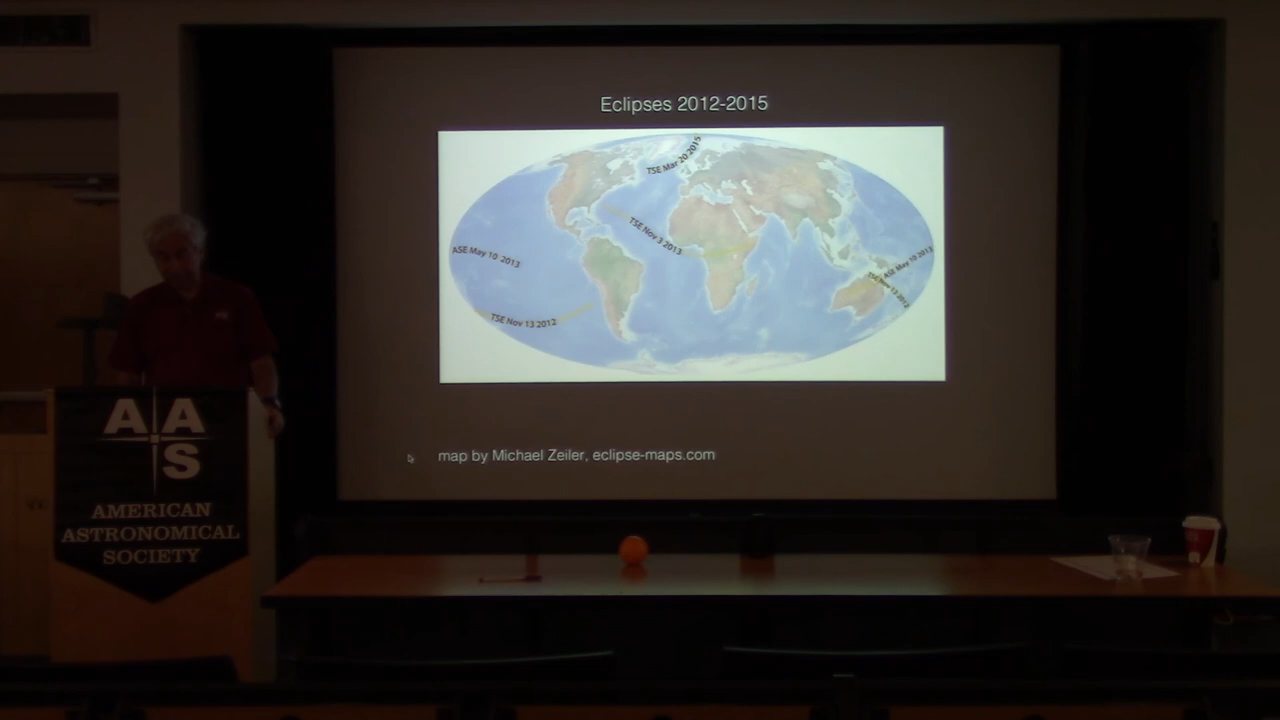 Eclipses 2012-2015
TSE Mar 20 2015
TSE Nov 3 2013
ASE May 10 2013
ASE May 10 2013
TSE Nov 13 2012
TSE Nov 13 2012
map by Michael Zeiler, eclipse-maps.com
A A
S
AMERICAN
ASTRONOMICAL
SOCIETY